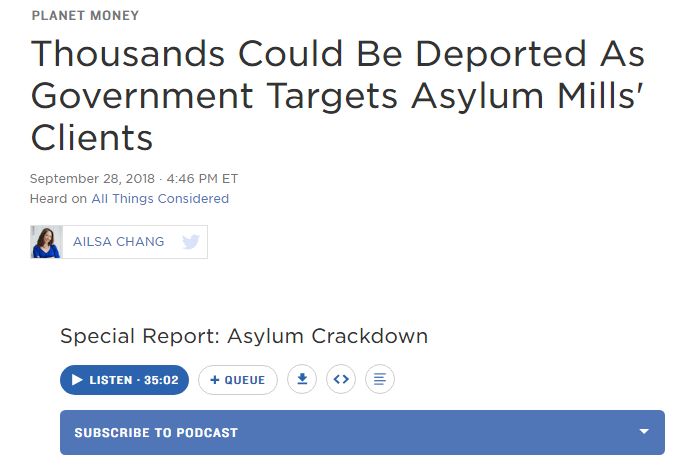 PLANET MONEY
Thousands Could Be Deported As
Government Targets Asylum Mills'
Clients
September 28, 2018 · 4:46 PM ET
Heard on All Things Considered
AILSA CHANG
Special Report: Asylum Crackdown
LISTEN · 35:02
+ QUEUE
SUBSCRIBE TO PODCAST